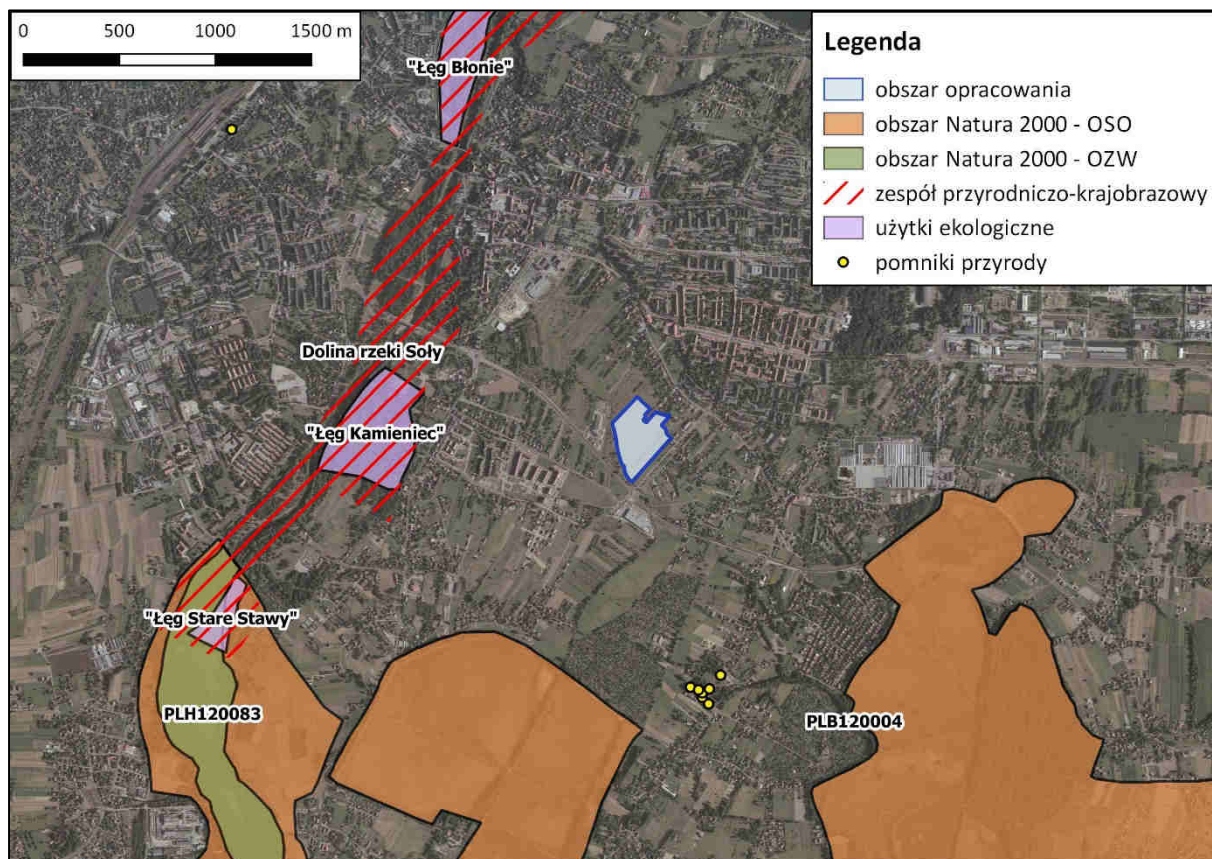 0 500 1000 1500 m
Legenda
obszar opracowania
obszar Natura 2000 - OSO
obszar Natura 2000 - OZW
zespół przyrodniczo-krajobrazowy
użytki ekologiczne
pomniki przyrody
"Łęg Błonie"
Dolina rzeki Soły
"Łęg Kamieniec"
"Łęg Stare Stawy"
PLH120083
PLB120004